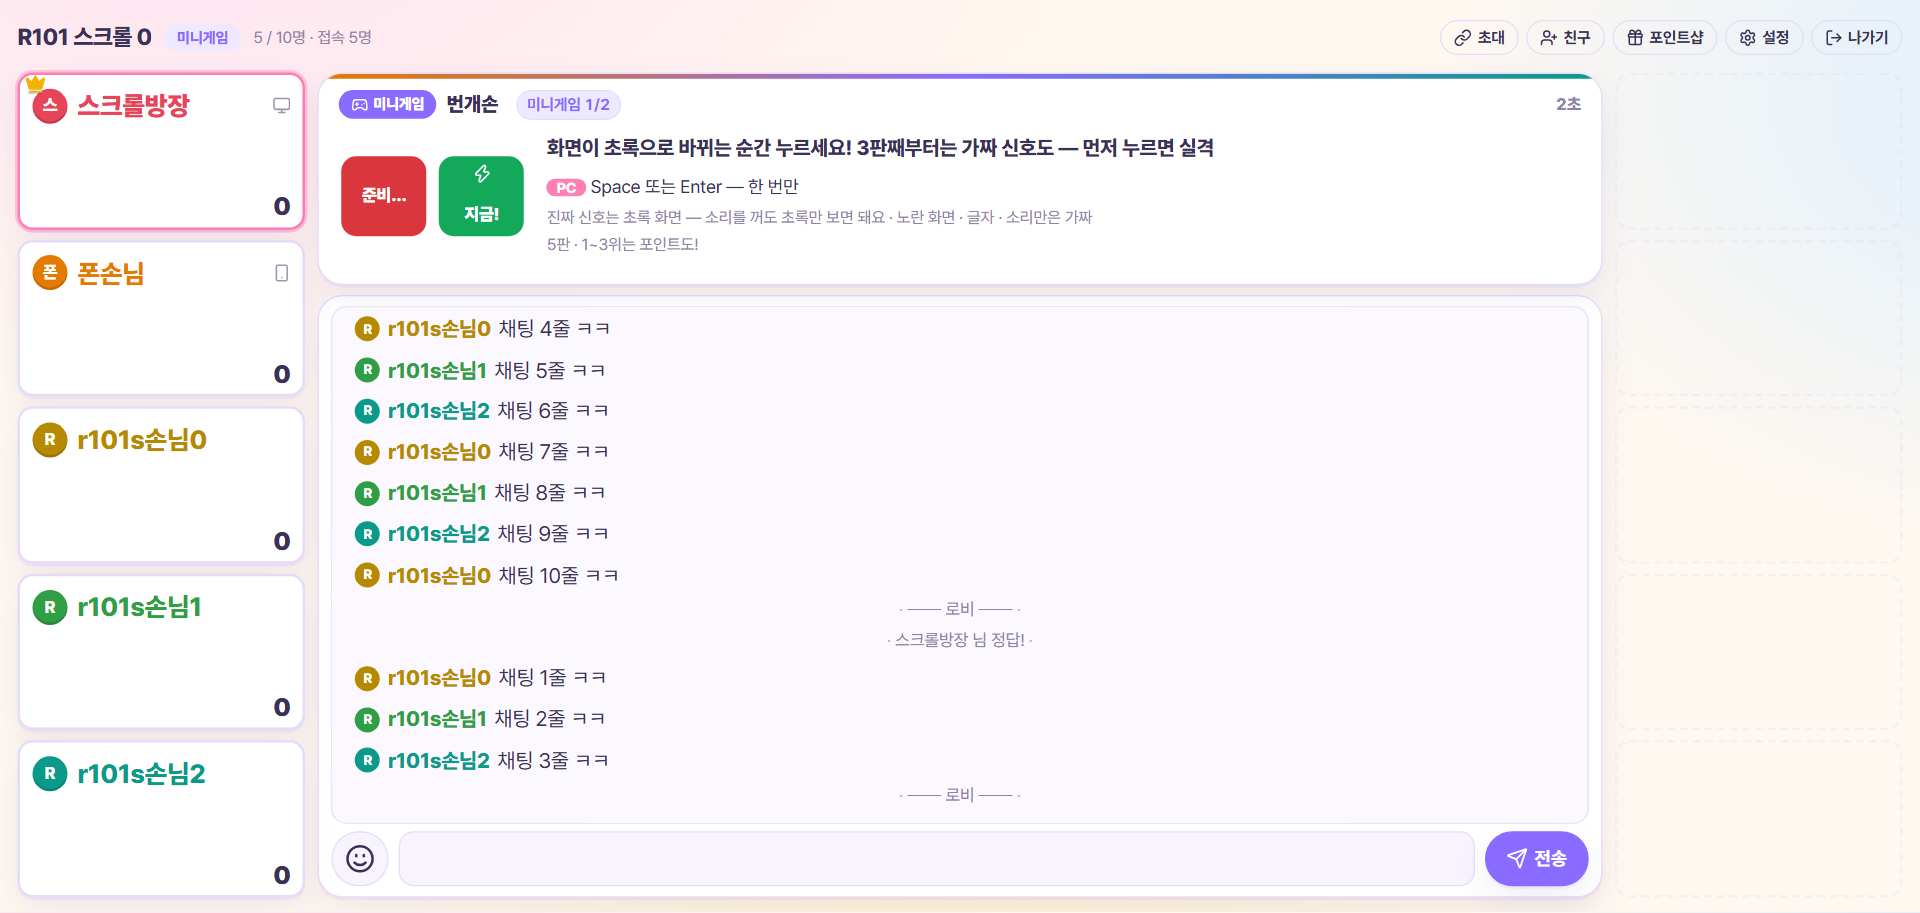 R101 스크롤 0 미니게임 5 / 10명 · 접속 5명
초대 친구 포인트샵 설정 나가기
스 스크롤방장
0
폰 폰손님
0
R r101s손님0
0
R r101s손님1
0
R r101s손님2
0
미니게임 번개손 미니게임 1/2 2초
준비...
지금!
화면이 초록으로 바뀌는 순간 누르세요! 3판째부터는 가짜 신호도 — 먼저 누르면 실격
PC Space 또는 Enter — 한 번만
진짜 신호는 초록 화면 — 소리를 꺼도 초록만 보면 돼요 · 노란 화면 · 글자 · 소리만은 가짜
5판 · 1~3위는 포인트도!
R r101s손님0 채팅 4줄 ㅋㅋ
R r101s손님1 채팅 5줄 ㅋㅋ
R r101s손님2 채팅 6줄 ㅋㅋ
R r101s손님0 채팅 7줄 ㅋㅋ
R r101s손님1 채팅 8줄 ㅋㅋ
R r101s손님2 채팅 9줄 ㅋㅋ
R r101s손님0 채팅 10줄 ㅋㅋ
· —— 로비 —— ·
· 스크롤방장 님 정답! ·
R r101s손님0 채팅 1줄 ㅋㅋ
R r101s손님1 채팅 2줄 ㅋㅋ
R r101s손님2 채팅 3줄 ㅋㅋ
· —— 로비 —— ·
전송